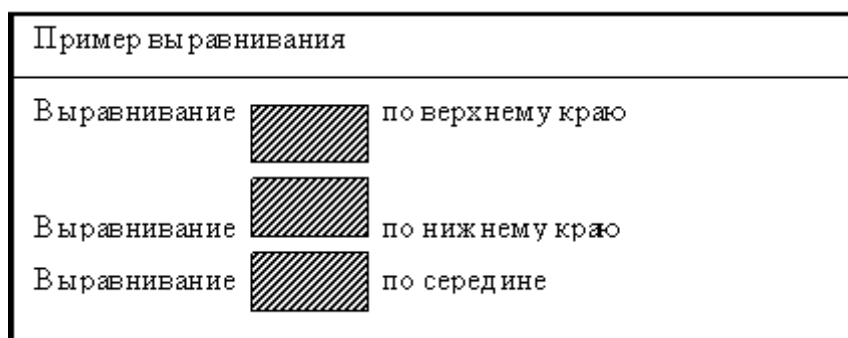 Пример выравнивания
Выравнивание по верхнему краю
Выравнивание по нижнему краю
Выравнивание по середине